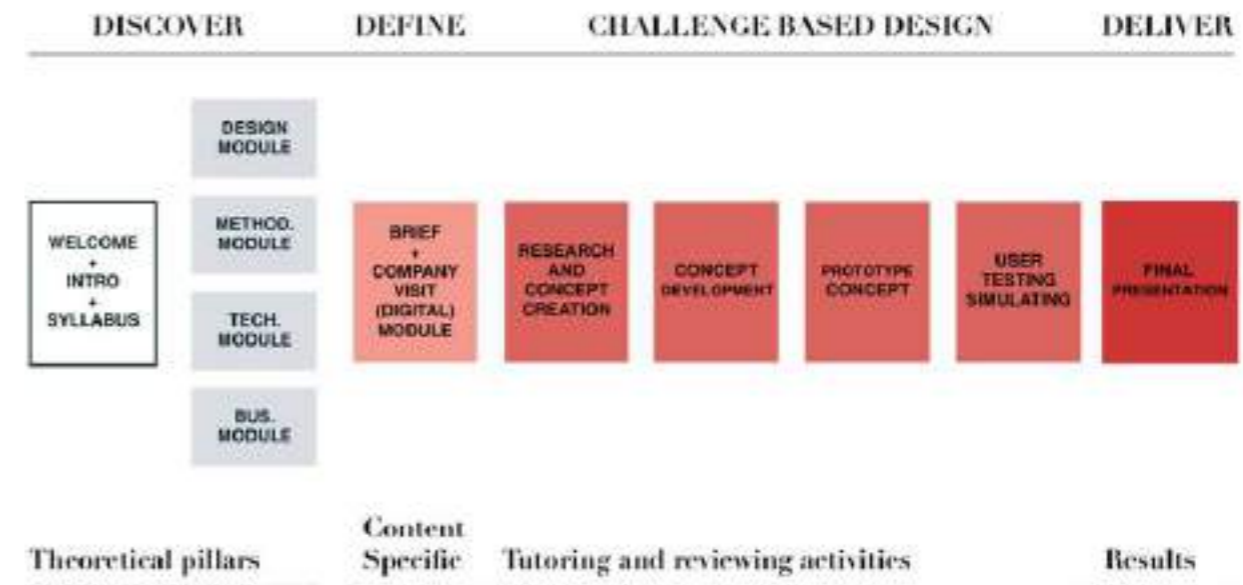 DISCOVER
DEFINE
CHALLENGE BASED DESIGN
DELIVER
WELCOME
+
INTRO
+
SYLLABUS
DESIGN
MODULE
METHOD.
MODULE
TECH.
MODULE
BUS.
MODULE
BRIEF
+
COMPANY
VISIT
(DIGITAL)
MODULE
RESEARCH
AND
CONCEPT
CREATION
CONCEPT
DEVELOPMENT
PROTOTYPE
CONCEPT
USER
TESTING
SIMULATING
FINAL
PRESENTATION
Theoretical pillars
Content
Specific
Tutoring and reviewing activities
Results